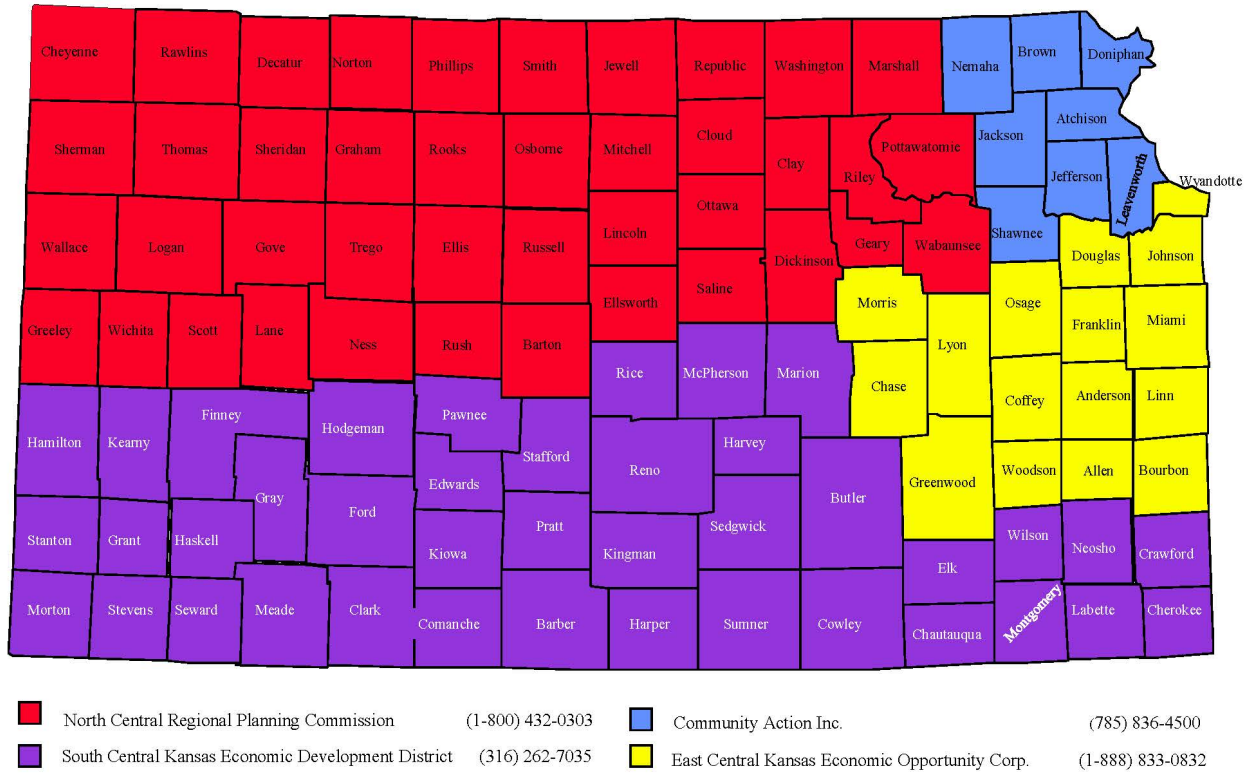 Cheyenne
Rawlins
Decatur
Norton
Phillips
Smith
Jewell
Republic
Washington
Marshall
Nemaha
Brown
Doniphan
Sherman
Thomas
Sheridan
Graham
Rooks
Osborne
Mitchell
Cloud
Clay
Riley
Pottawatomie
Jackson
Atchison
Jefferson
Leavenworth
Wyandotte
Wallace
Logan
Gove
Trego
Ellis
Russell
Lincoln
Ottawa
Dickinson
Geary
Wabaunsee
Shawnee
Douglas
Johnson
Greeley
Wichita
Scott
Lane
Ness
Rush
Barton
Ellsworth
Saline
Morris
Lyon
Osage
Franklin
Miami
Rice
McPherson
Marion
Chase
Coffey
Anderson
Linn
Hamilton
Kearny
Finney
Hodgeman
Pawnee
Stafford
Reno
Harvey
Butler
Greenwood
Woodson
Allen
Bourbon
Gray
Ford
Edwards
Stanton
Grant
Haskell
Kiowa
Pratt
Kingman
Sedgwick
Elk
Wilson
Neosho
Crawford
Morton
Stevens
Seward
Meade
Clark
Comanche
Barber
Harper
Sumner
Cowley
Chautauqua
Montgomery
Labette
Cherokee
North Central Regional Planning Commission (1-800) 432-0303
Community Action Inc. (785) 836-4500
South Central Kansas Economic Development District (316) 262-7035
East Central Kansas Economic Opportunity Corp. (1-888) 833-0832